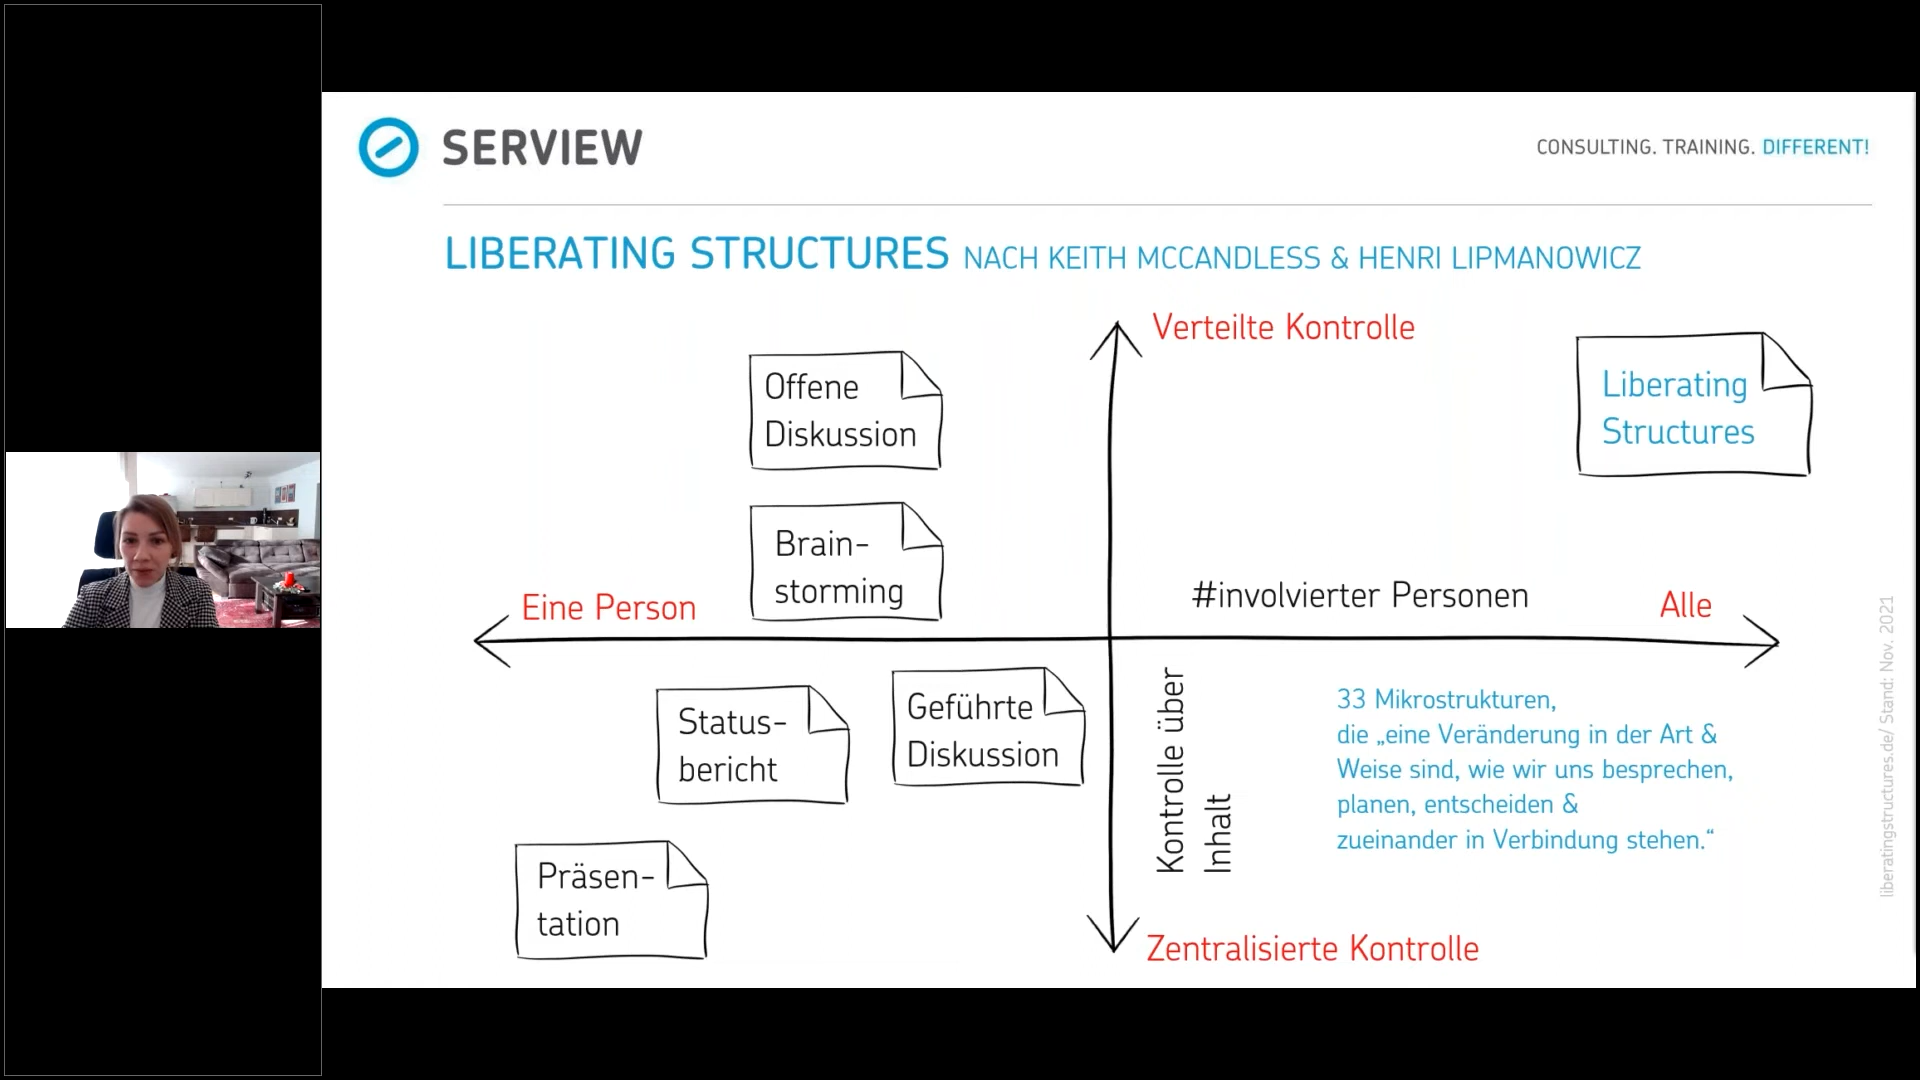 SERVIEW
CONSULTING. TRAINING. DIFFERENT!
LIBERATING STRUCTURES NACH KEITH MCCANDLESS & HENRI LIPMANOWICZ
Verteilte Kontrolle
Offene
Diskussion
Liberating
Structures
Brain-
storming
Eine Person
#involvierter Personen
Alle
Status-
bericht
Geführte
Diskussion
Kontrolle über
Inhalt
33 Mikrostrukturen,
die „eine Veränderung in der Art &
Weise sind, wie wir uns besprechen,
planen, entscheiden &
zueinander in Verbindung stehen.“
Präsen-
tation
Zentralisierte Kontrolle
liberatingstructures.de/ Stand: Nov. 2021